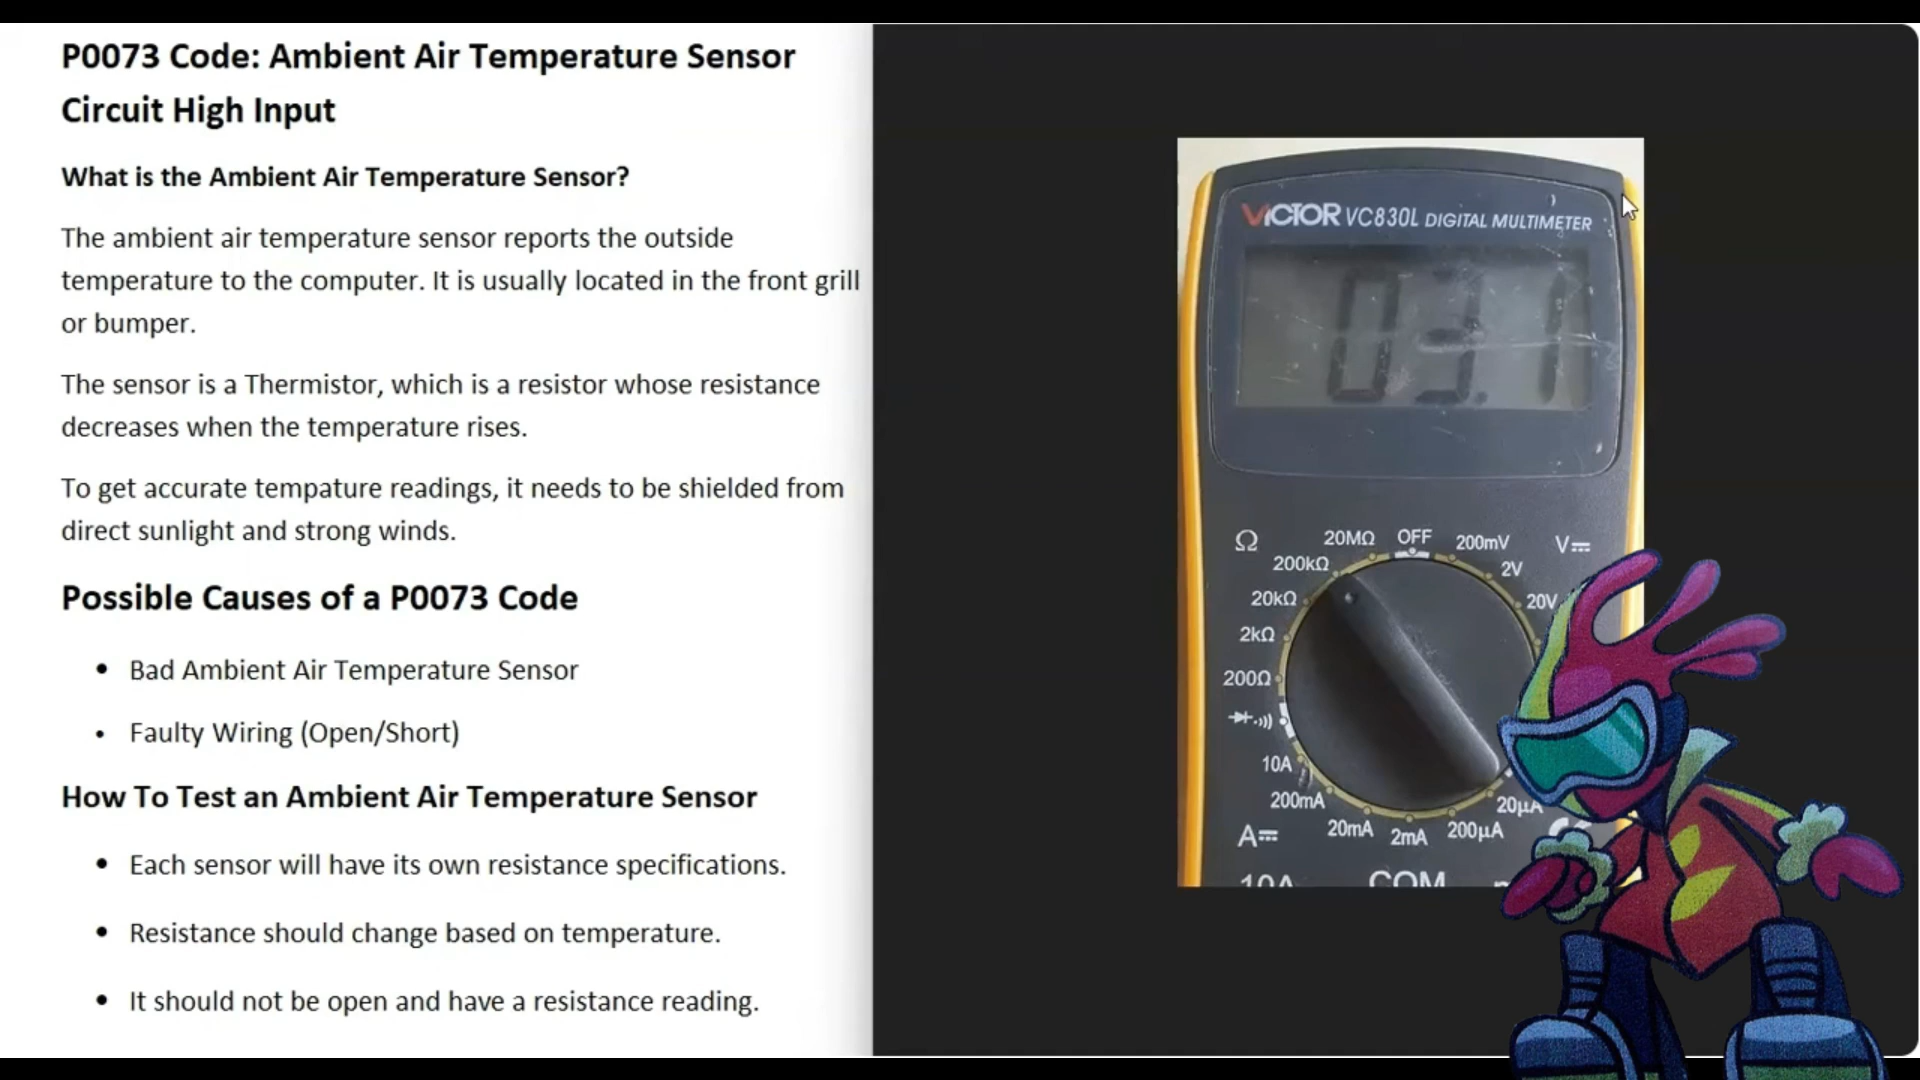 P0073 Code: Ambient Air Temperature Sensor
Circuit High Input
What is the Ambient Air Temperature Sensor?
The ambient air temperature sensor reports the outside
temperature to the computer. It is usually located in the front grill
or bumper.
The sensor is a Thermistor, which is a resistor whose resistance
decreases when the temperature rises.
To get accurate tempature readings, it needs to be shielded from
direct sunlight and strong winds.
Possible Causes of a P0073 Code
• Bad Ambient Air Temperature Sensor
• Faulty Wiring (Open/Short)
How To Test an Ambient Air Temperature Sensor
• Each sensor will have its own resistance specifications.
• Resistance should change based on temperature.
• It should not be open and have a resistance reading.
VICTOR VC830L DIGITAL MULTIMETER
Ω 20MΩ OFF 200mV V
200kΩ 2V
20kΩ 20V
2kΩ
200Ω
10A
200mA 20µA
A 20mA 2mA 200µA
10A COM